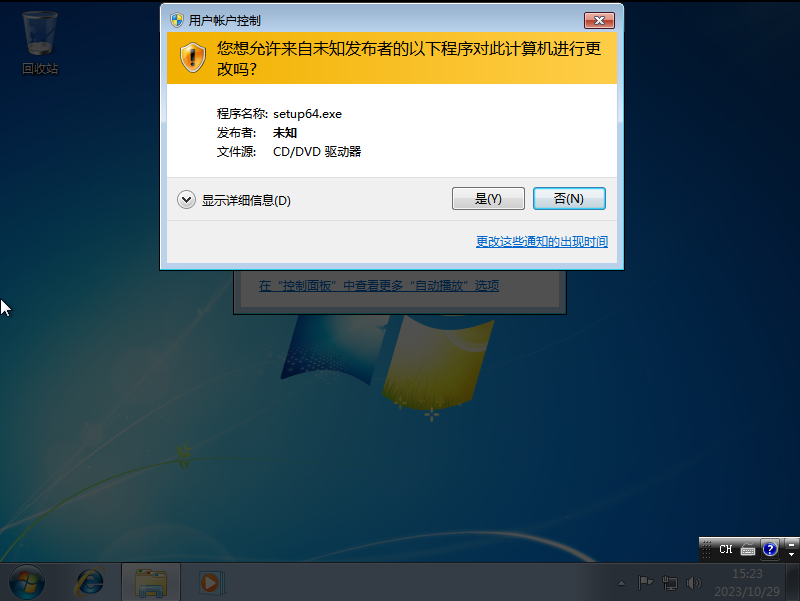 用户帐户控制
回收站
您想允许来自未知发布者的以下程序对此计算机进行更
改吗?
程序名称: setup64.exe
发布者: 未知
文件源: CD/DVD 驱动器
显示详细信息(D)
是(Y)
否(N)
更改这些通知的出现时间
在“控制面板”中查看更多“自动播放”选项
CH
15:23
2023/10/29